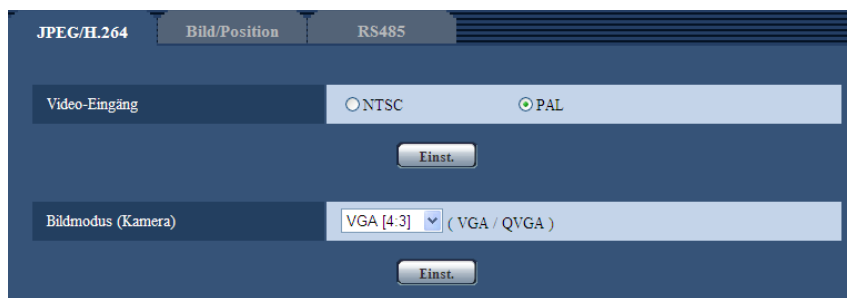 JPEG/H.264 Bild/Position RS485
Video-Eingäng NTSC PAL
Einst.
Bildmodus (Kamera) VGA [4:3] ( VGA / QVGA )
Einst.